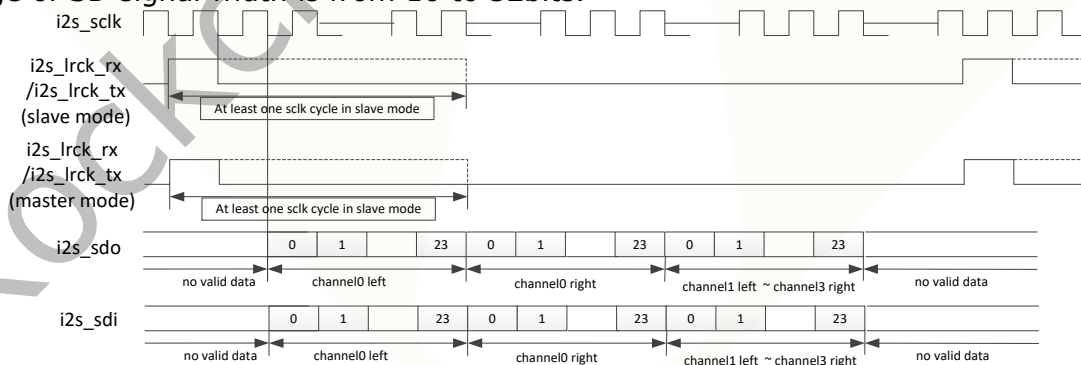 i2s_sclk
i2s_lrck_rx
/i2s_lrck_tx
(slave mode)
At least one sclk cycle in slave mode
i2s_lrck_rx
/i2s_lrck_tx
(master mode)
At least one sclk cycle in slave mode
i2s_sdo
0 1 23 0 1 23 0 1 23
no valid data channel0 left channel0 right channel1 left ~ channel3 right no valid data
i2s_sdi
0 1 23 0 1 23 0 1 23
no valid data channel0 left channel0 right channel1 left ~ channel3 right no valid data